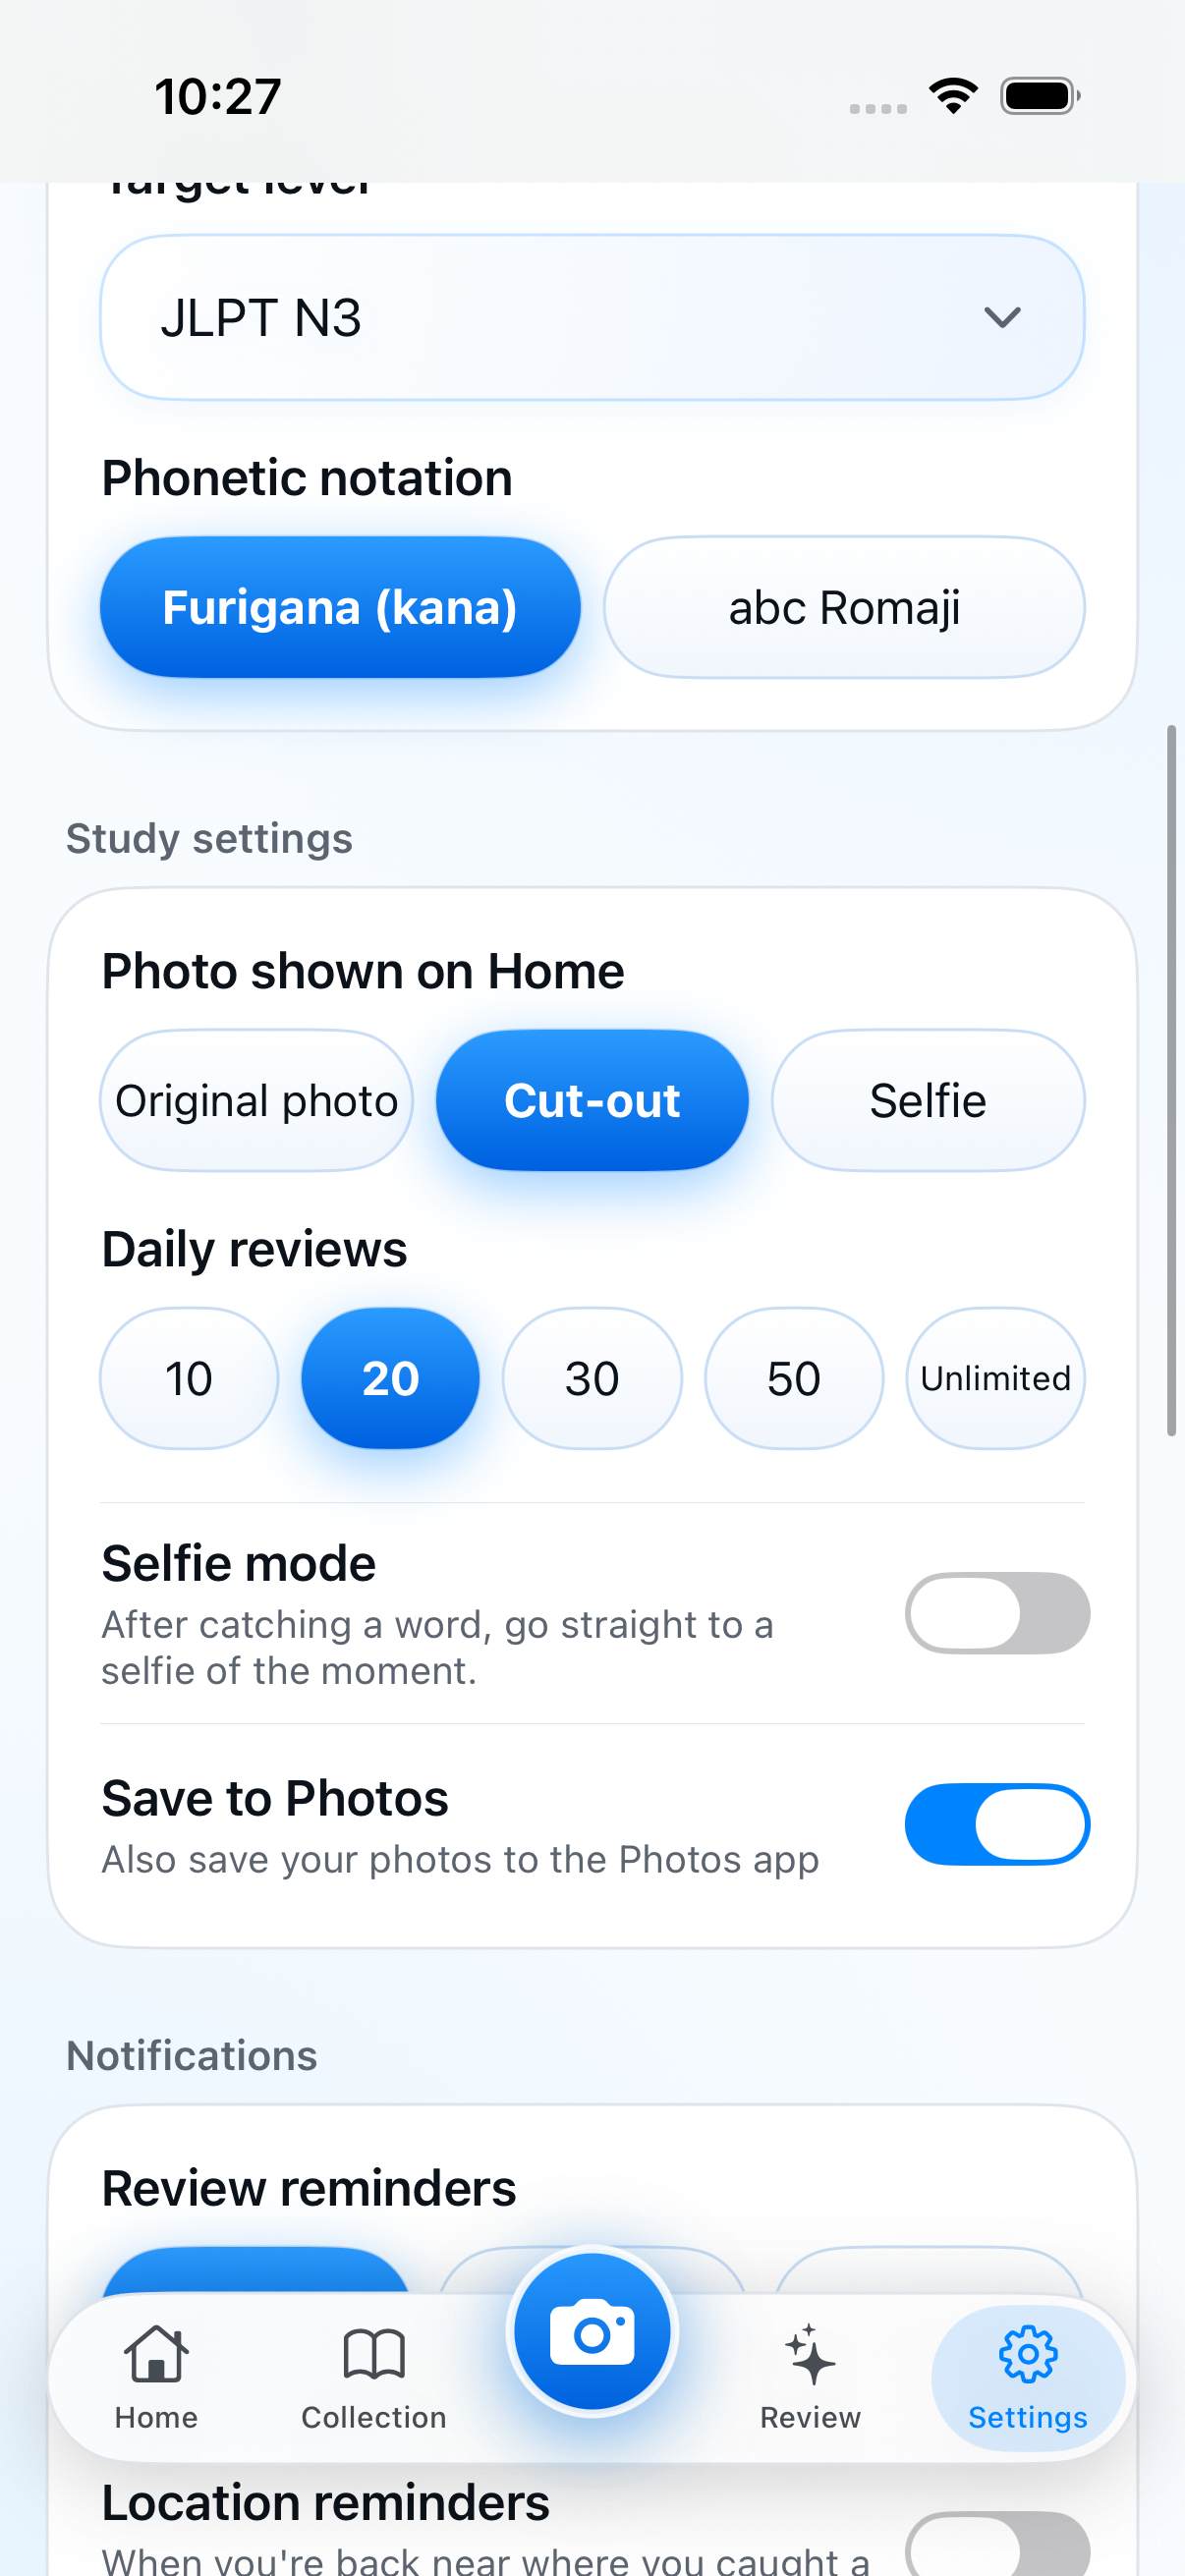 10:27
Target level
JLPT N3
Phonetic notation
Furigana (kana)
abc Romaji
Study settings
Photo shown on Home
Original photo
Cut-out
Selfie
Daily reviews
10
20
30
50
Unlimited
Selfie mode
After catching a word, go straight to a
selfie of the moment.
Save to Photos
Also save your photos to the Photos app
Notifications
Review reminders
Home
Collection
Review
Settings
Location reminders
When you're back near where you caught a